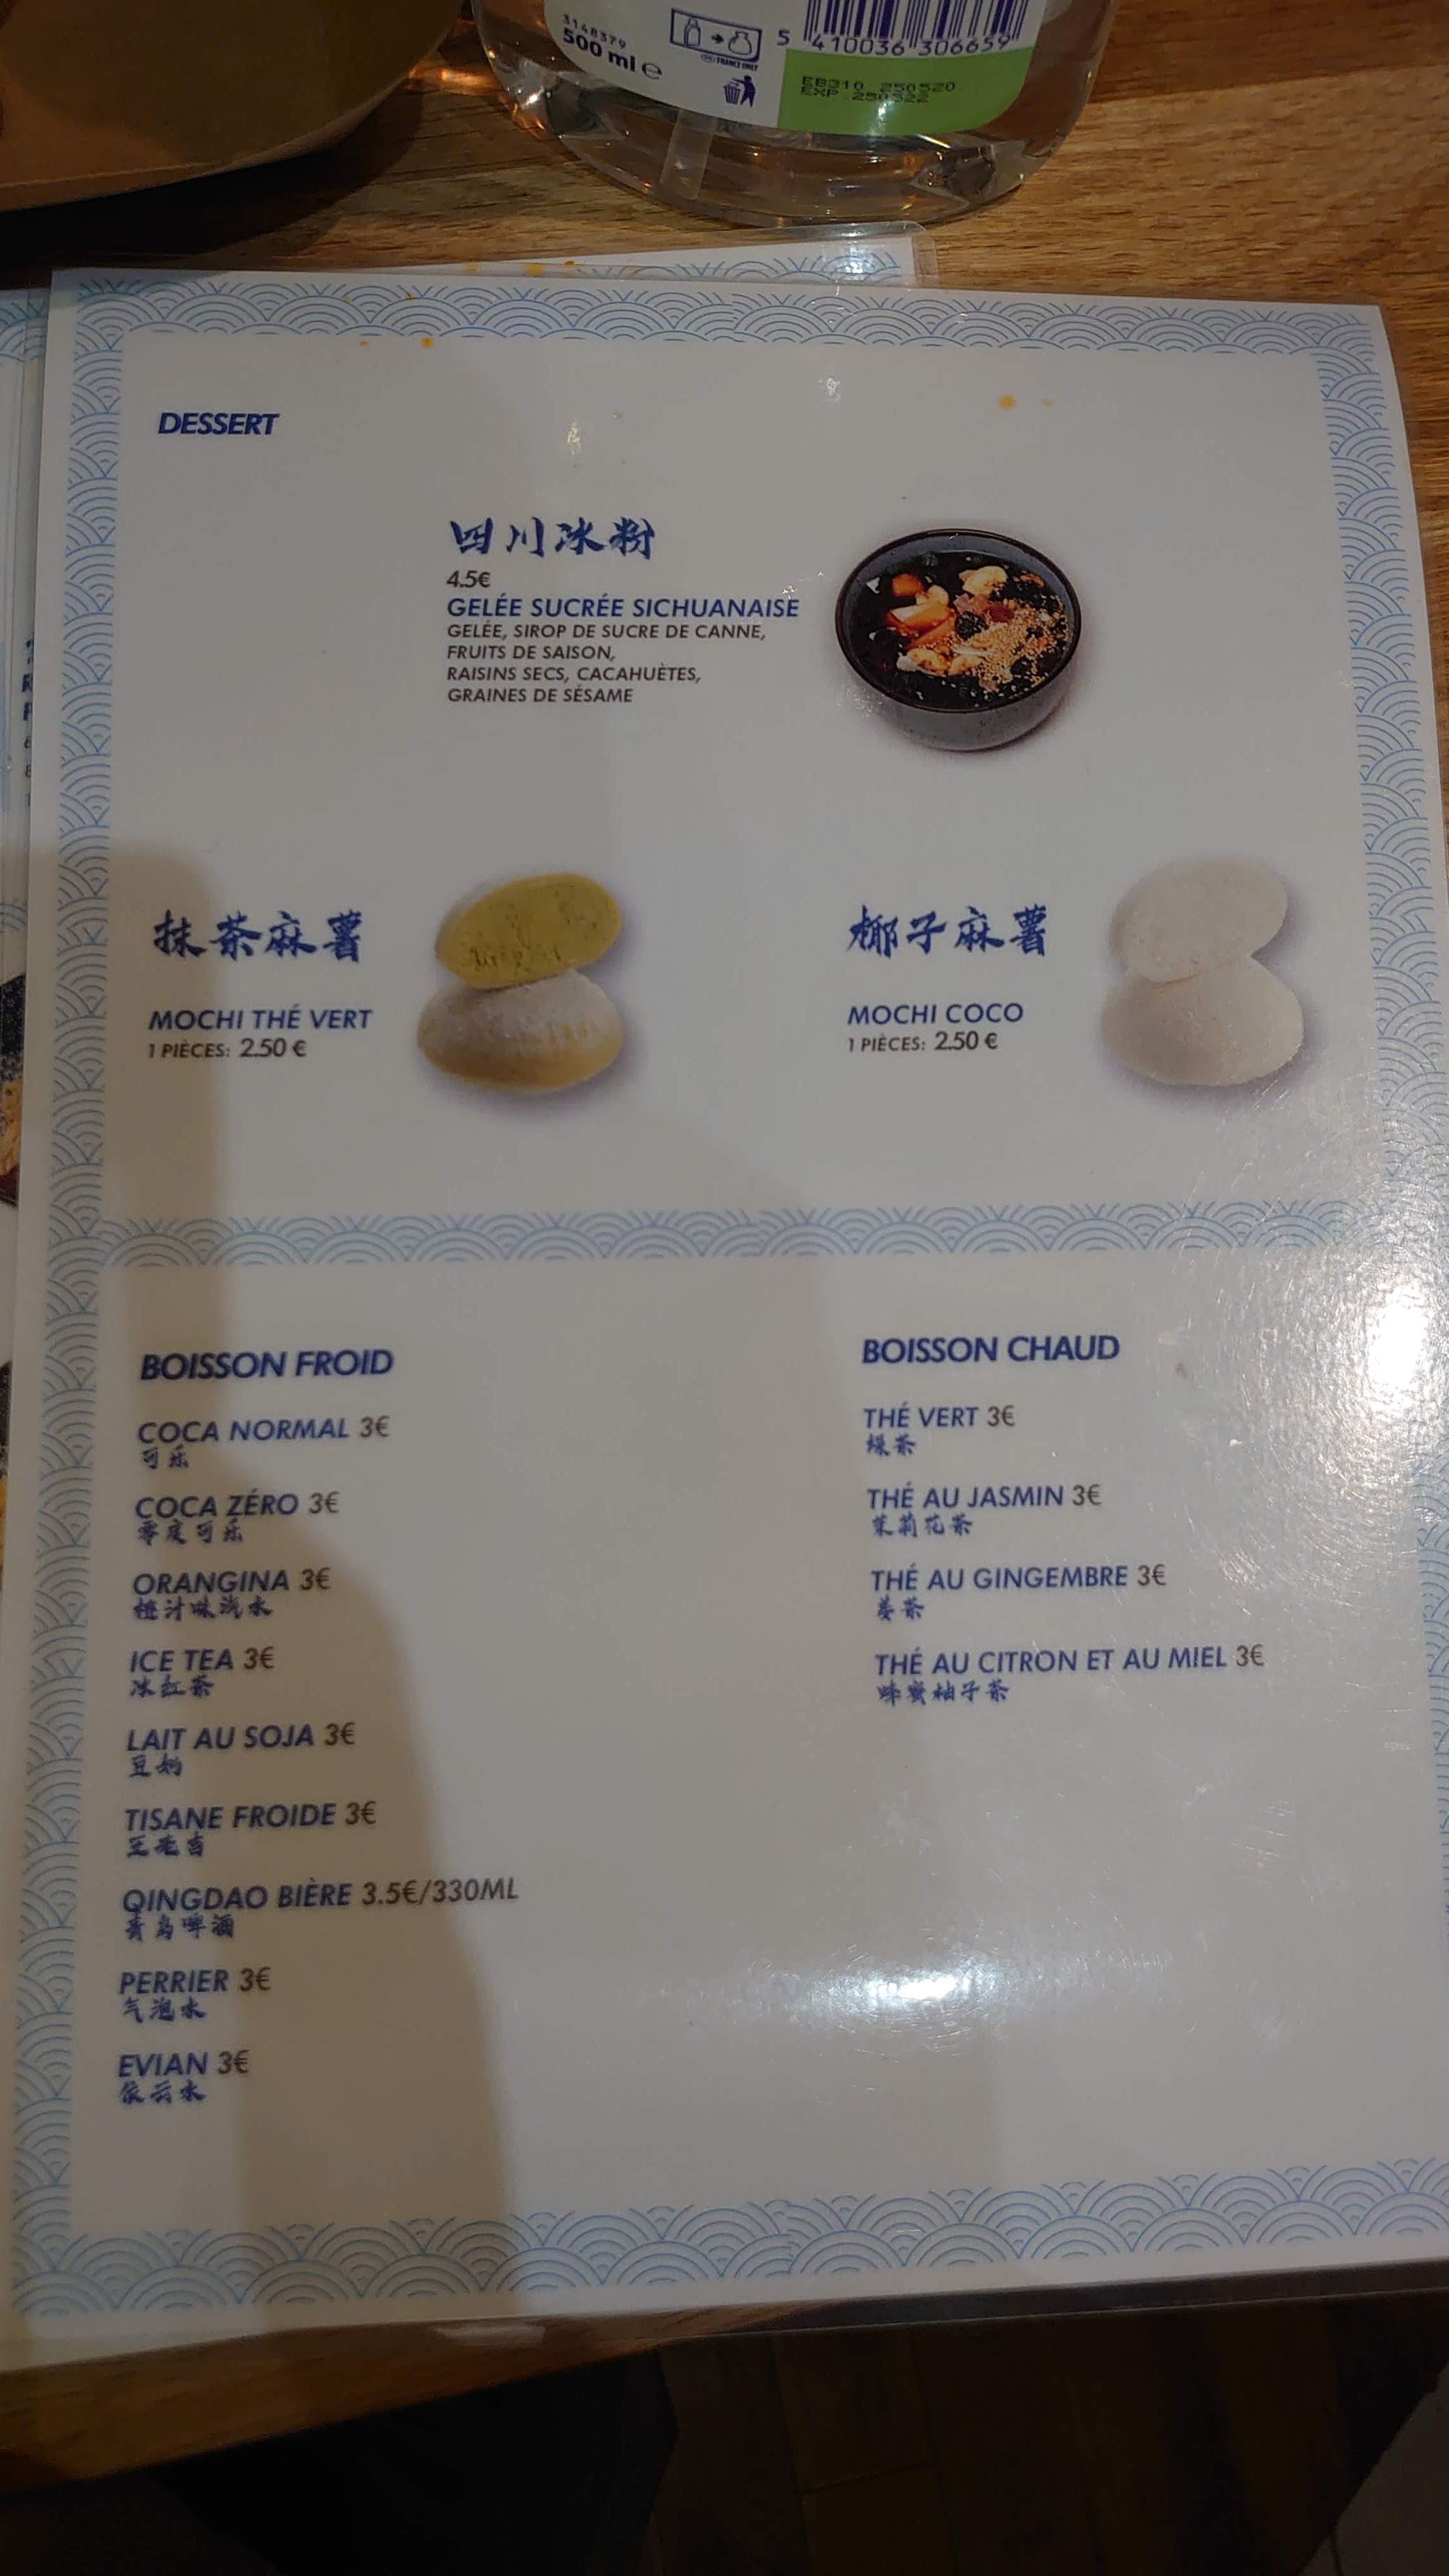 3148379
500 ml e
FRANCE ONLY
5 410036 306659
DESSERT
四川冰粉
4.5€
GELÉE SUCRÉE SICHUANAISE
GELÉE, SIROP DE SUCRE DE CANNE,
FRUITS DE SAISON,
RAISINS SECS, CACAHUÈTES,
GRAINES DE SÉSAME
抹茶麻薯
MOCHI THÉ VERT
1 PIÈCES: 2.50 €
椰子麻薯
MOCHI COCO
1 PIÈCES: 2.50 €
BOISSON FROID
COCA NORMAL 3€
可乐
COCA ZÉRO 3€
零度可乐
ORANGINA 3€
橙汁味汽水
ICE TEA 3€
冰红茶
LAIT AU SOJA 3€
豆奶
TISANE FROIDE 3€
王老吉
QINGDAO BIÈRE 3.5€/330ML
青岛啤酒
PERRIER 3€
气泡水
EVIAN 3€
依云水
BOISSON CHAUD
THÉ VERT 3€
绿茶
THÉ AU JASMIN 3€
茉莉花茶
THÉ AU GINGEMBRE 3€
姜茶
THÉ AU CITRON ET AU MIEL 3€
蜂蜜柚子茶